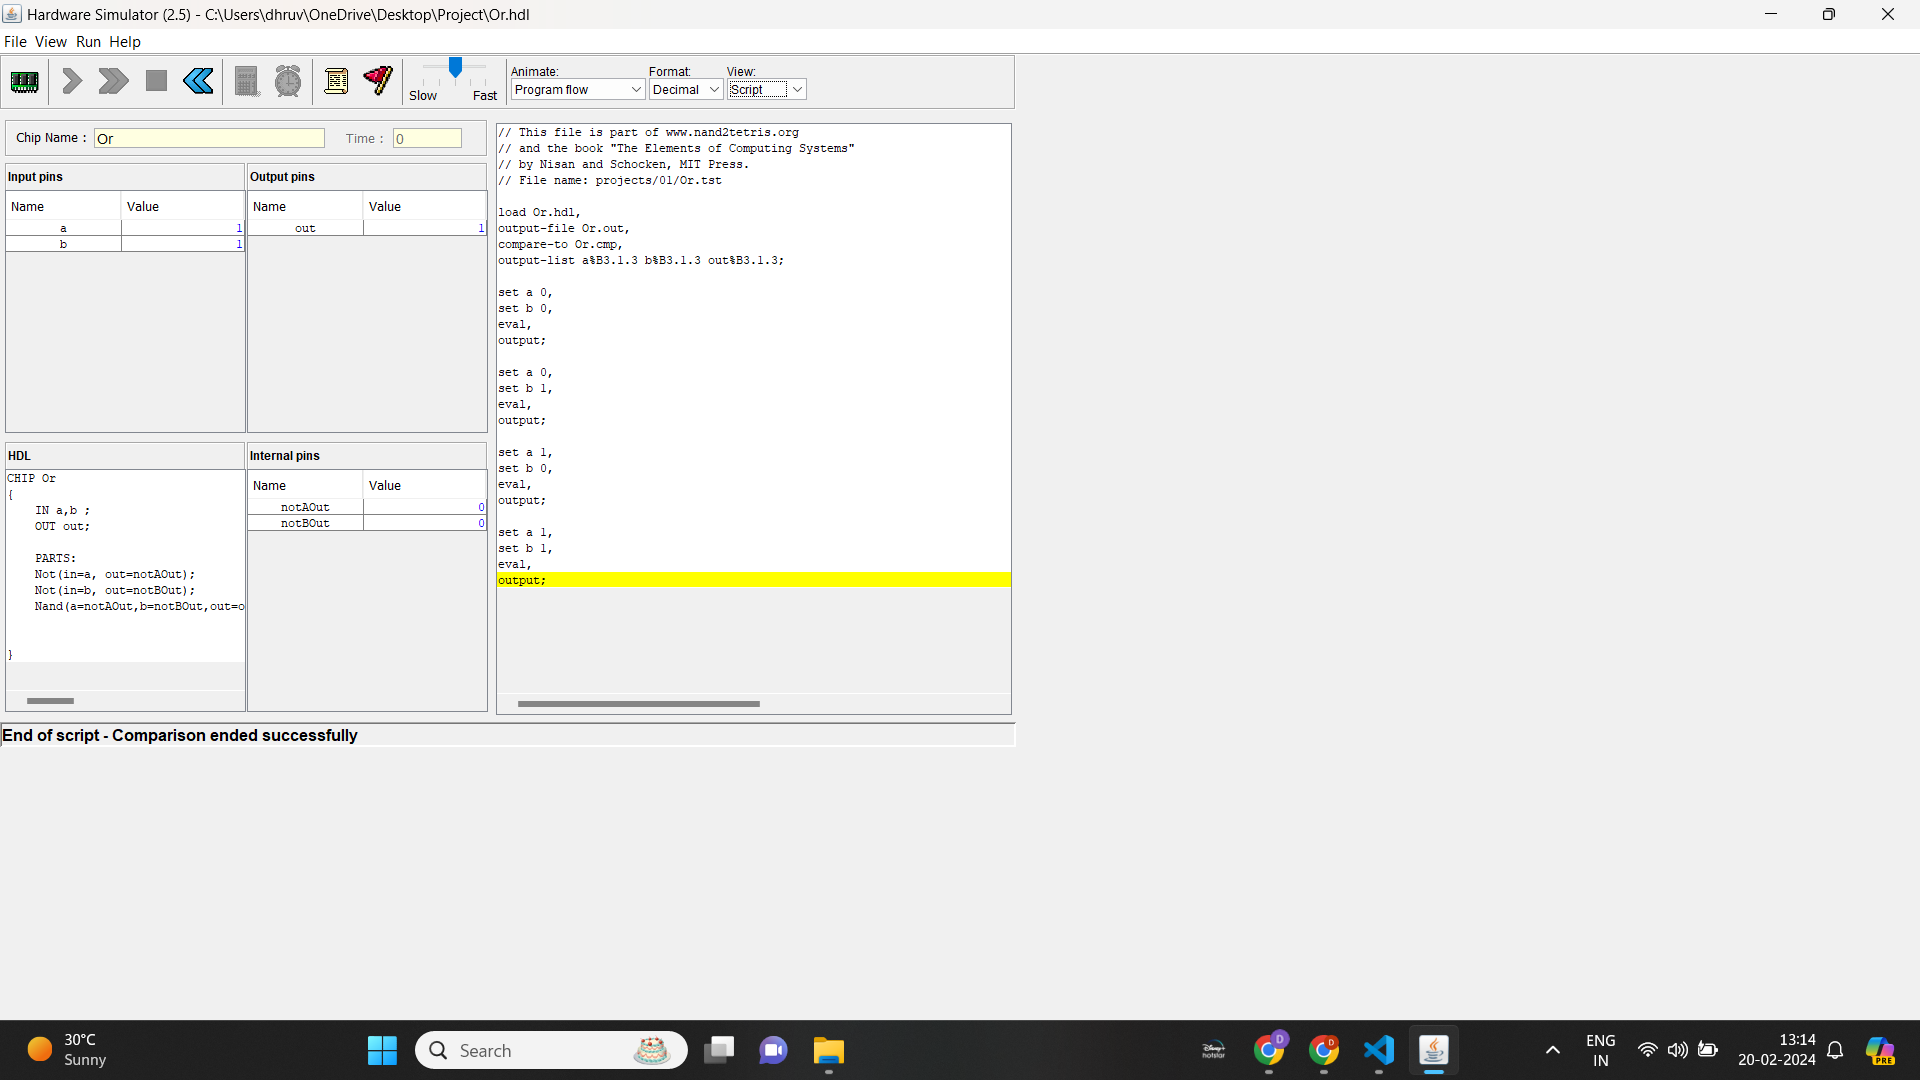 Hardware Simulator (2.5) - C:\Users\dhruv\OneDrive\Desktop\Project\Or.hdl
File View Run Help
Slow Fast
Animate:
Program flow
Format:
Decimal
View:
Script
Chip Name : Or Time : 0
Input pins
Name Value
a 1
b 1
Output pins
Name Value
out 1
HDL
CHIP Or
{
IN a,b ;
OUT out;
PARTS:
Not(in=a, out=notAOut);
Not(in=b, out=notBOut);
Nand(a=notAOut,b=notBOut,out=o
}
Internal pins
Name Value
notAOut 0
notBOut 0
// This file is part of www.nand2tetris.org
// and the book "The Elements of Computing Systems"
// by Nisan and Schocken, MIT Press.
// File name: projects/01/Or.tst
load Or.hdl,
output-file Or.out,
compare-to Or.cmp,
output-list a%B3.1.3 b%B3.1.3 out%B3.1.3;
set a 0,
set b 0,
eval,
output;
set a 0,
set b 1,
eval,
output;
set a 1,
set b 0,
eval,
output;
set a 1,
set b 1,
eval,
output;
End of script - Comparison ended successfully
30°C
Sunny
Search
Disney+
hotstar
D
D
ENG
IN
13:14
20-02-2024
PRE